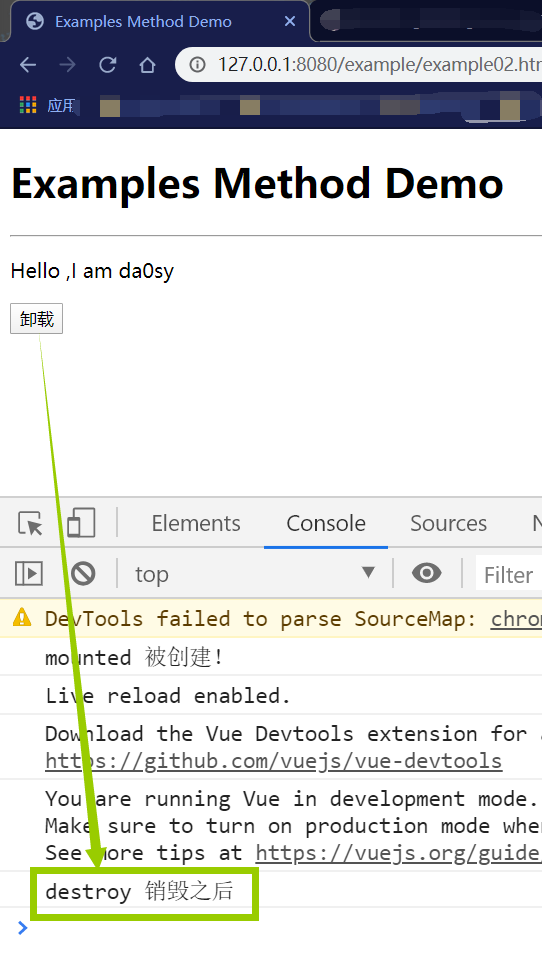 Examples Method Demo
127.0.0.1:8080/example/example02.htm
应用
Examples Method Demo
Hello ,I am da0sy
卸载
Elements Console Sources
top Filter
DevTools failed to parse SourceMap: chrom
mounted 被创建!
Live reload enabled.
Download the Vue Devtools extension for
https://github.com/vuejs/vue-devtools
You are running Vue in development mode.
Make sure to turn on production mode when
See more tips at https://vuejs.org/guide/
destroy 销毁之后